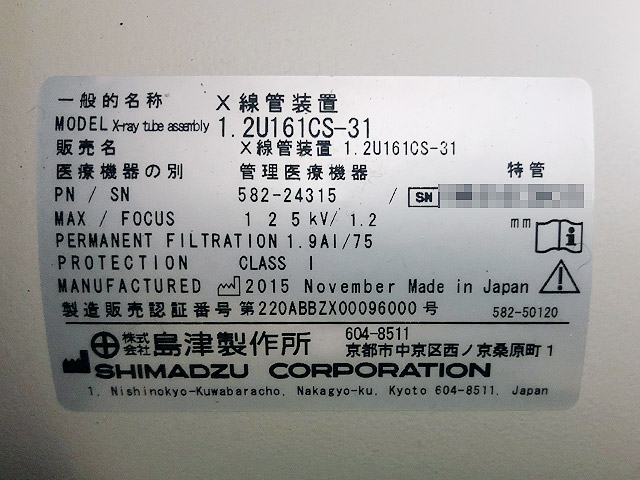 一般的名称 X線管装置
MODEL X-ray tube assembly 1.2U161CS-31
販売名 X線管装置 1.2U161CS-31
医療機器の別 管理医療機器 特管
PN / SN 582-24315 / SN
MAX / FOCUS 125kV/ 1.2 mm
PERMANENT FILTRATION 1.9Al/75
PROTECTION CLASS I
MANUFACTURED 2015 November Made in Japan
製造販売認証番号 第220ABBZX00096000号 582-50120
株式会社 島津製作所 604-8511
京都市中京区西ノ京桑原町1
SHIMADZU CORPORATION
1, Nishinokyo-Kuwabaracho, Nakagyo-ku, Kyoto 604-8511, Japan